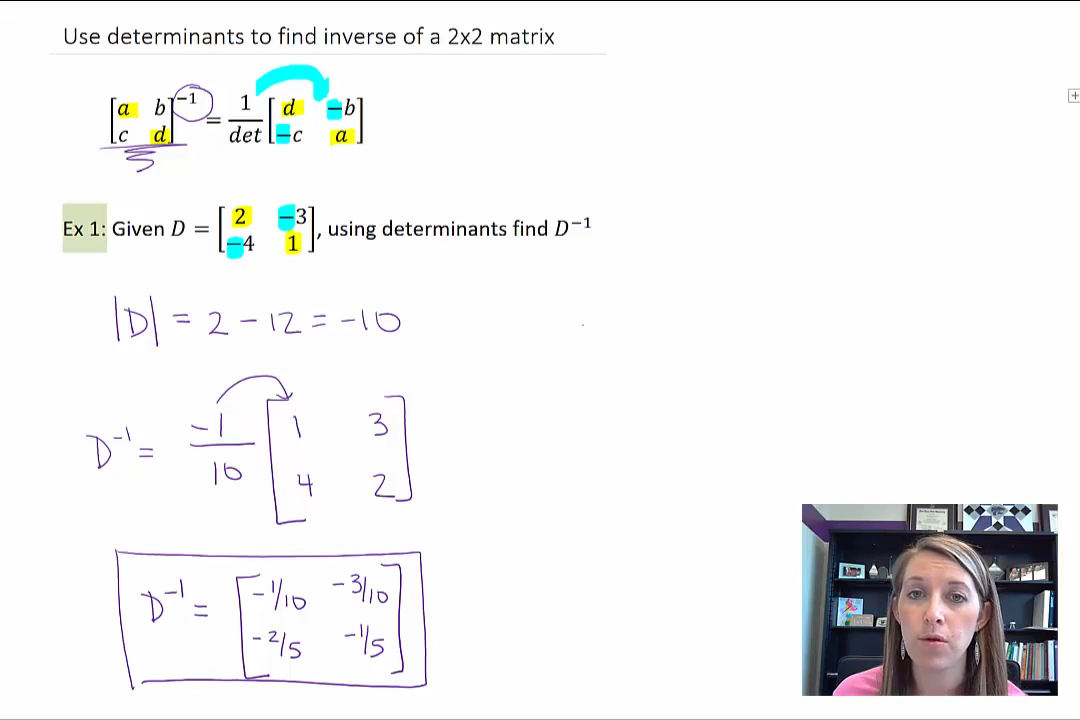 Use determinants to find inverse of a 2x2 matrix
[a b; c d]⁻¹ = 1/det [d −b; −c a]
Ex 1: Given D = [2 −3; −4 1], using determinants find D⁻¹
|D| = 2 - 12 = -10
D⁻¹ = -1/10 [1 3; 4 2]
D⁻¹ = [-1/10 -3/10; -2/5 -1/5]